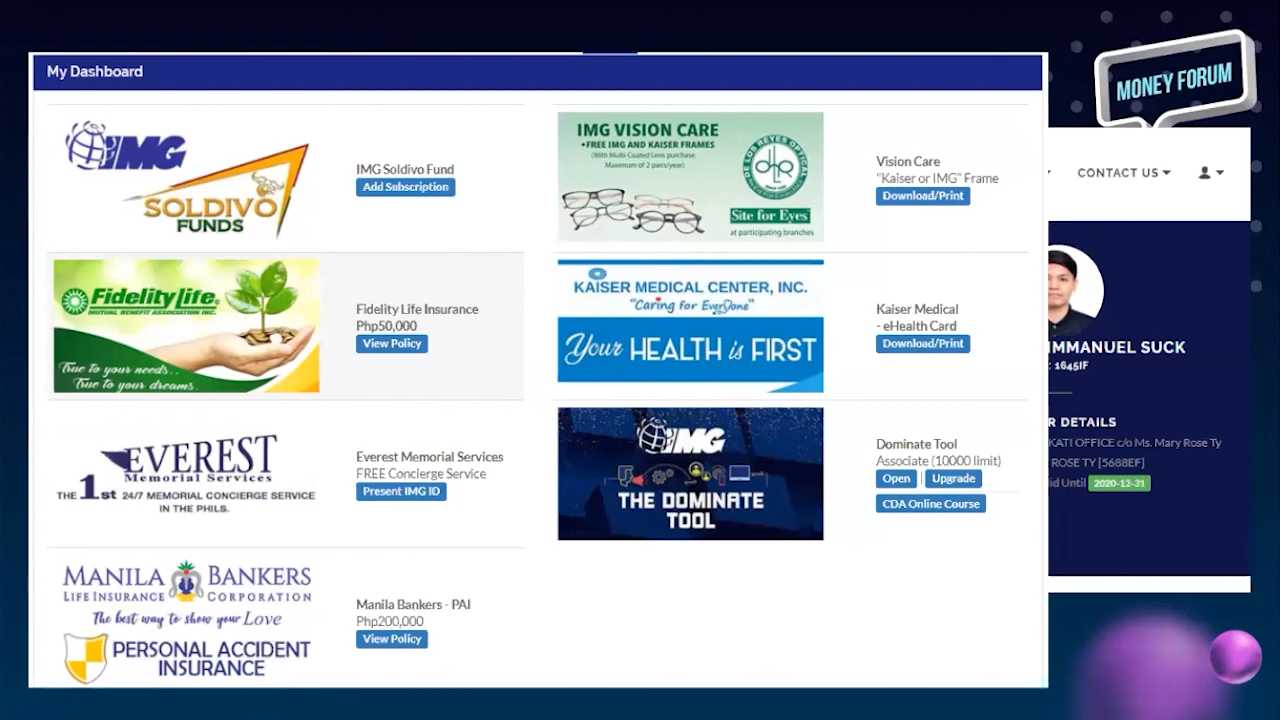 My Dashboard
MONEY FORUM
IMG
SOLDIVO
FUNDS
IMG Soldivo Fund
Add Subscription
IMG VISION CARE
•FREE IMG AND KAISER FRAMES
(With Multi-Coated Lens purchase.
Maximum of 2 pairs/year)
DE LOS REYES OPTICAL
Site for Eyes
at participating branches
Vision Care
"Kaiser or IMG" Frame
Download/Print
CONTACT US
Fidelity Life
MUTUAL BENEFIT ASSOCIATION INC.
True to your needs..
True to your dreams.
Fidelity Life Insurance
Php50,000
View Policy
KAISER MEDICAL CENTER, INC.
"Caring for EveryOne"
Your HEALTH is FIRST
Kaiser Medical
- eHealth Card
Download/Print
IMMANUEL SUCK
: 1645IF
R DETAILS
KATI OFFICE c/o Ms. Mary Rose Ty
ROSE TY [5688EF]
id Until 2020-12-31
EVEREST
Memorial Services
THE 1st 24/7 MEMORIAL CONCIERGE SERVICE
IN THE PHILS.
Everest Memorial Services
FREE Concierge Service
Present IMG ID
IMG
THE DOMINATE
TOOL
Dominate Tool
Associate (10000 limit)
Open | Upgrade
CDA Online Course
MANILA BANKERS
LIFE INSURANCE CORPORATION
The best way to show your Love
PERSONAL ACCIDENT
INSURANCE
Manila Bankers - PAI
Php200,000
View Policy